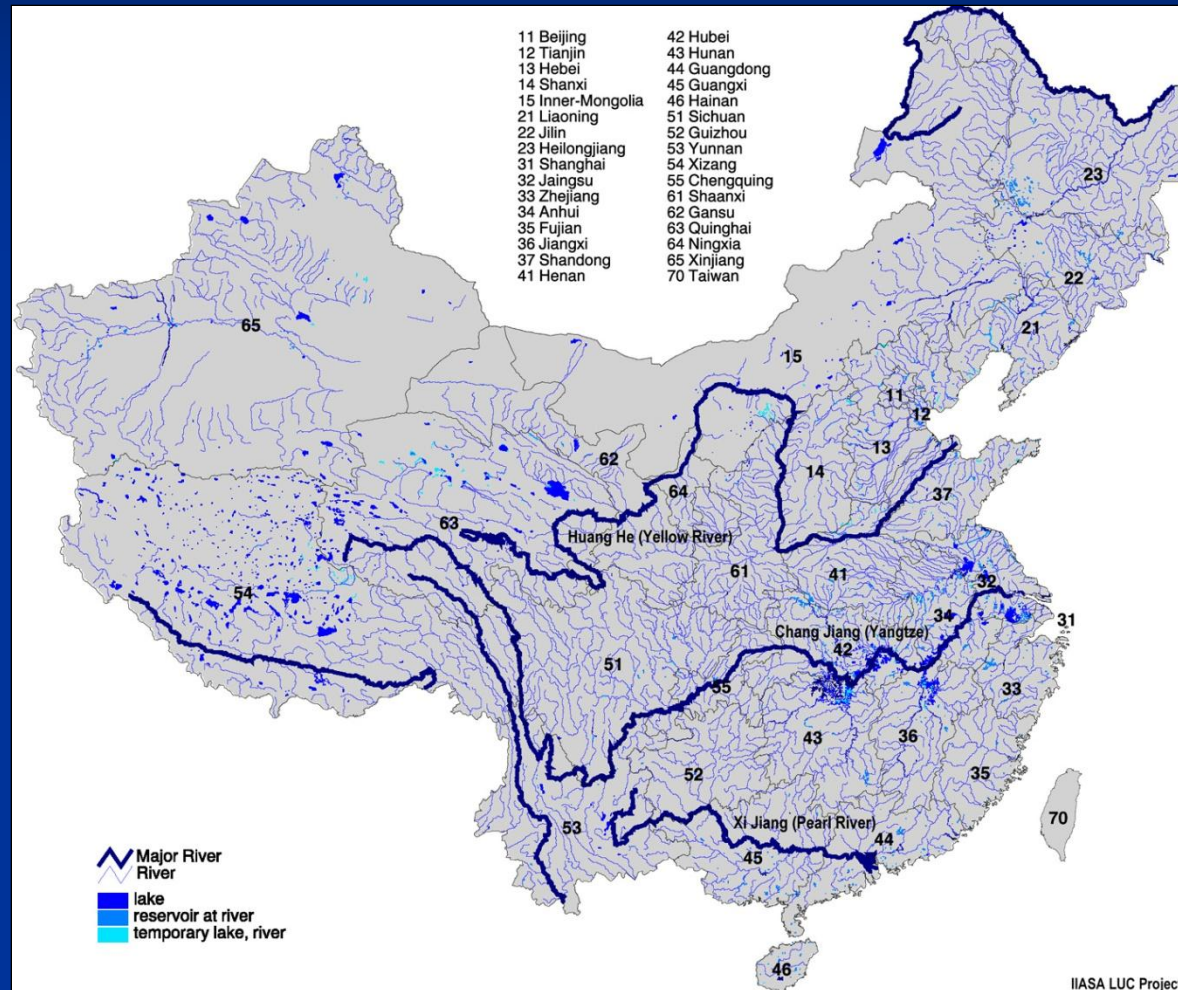 11 Beijing
12 Tianjin
13 Hebei
14 Shanxi
15 Inner-Mongolia
21 Liaoning
22 Jilin
23 Heilongjiang
31 Shanghai
32 Jaingsu
33 Zhejiang
34 Anhui
35 Fujian
36 Jiangxi
37 Shandong
41 Henan
42 Hubei
43 Hunan
44 Guangdong
45 Guangxi
46 Hainan
51 Sichuan
52 Guizhou
53 Yunnan
54 Xizang
55 Chengquing
61 Shaanxi
62 Gansu
63 Quinghai
64 Ningxia
65 Xinjiang
70 Taiwan
23
22
65
21
15
11
12
13
62
14
64
37
63
Huang He (Yellow River)
61
41
32
54
34
31
Chang Jiang (Yangtze)
42
51
55
33
43
36
52
35
Xi Jiang (Pearl River)
70
53
44
45
Major River
River
lake
reservoir at river
temporary lake, river
46
IIASA LUC Project